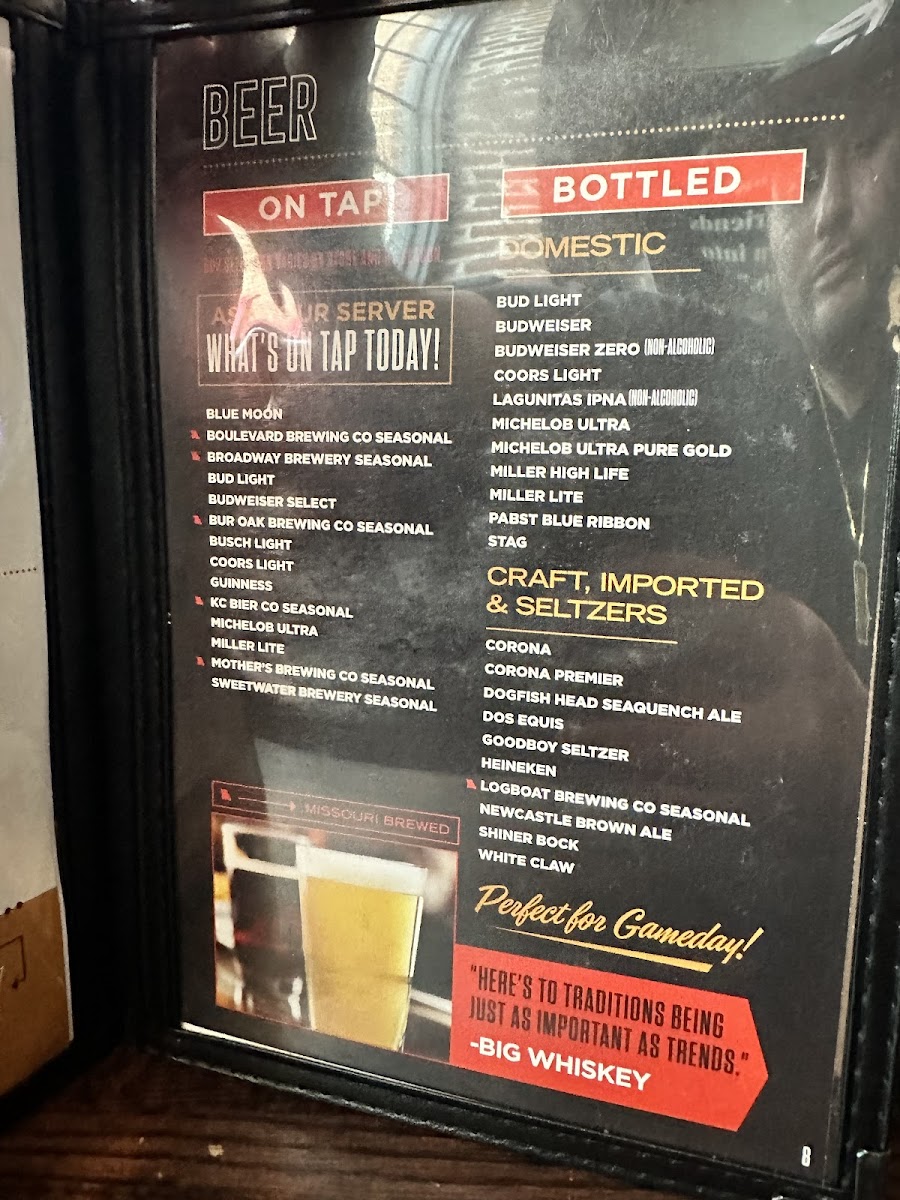 BEER
ON TAP
ASK YOUR SERVER
WHAT'S ON TAP TODAY!
BLUE MOON
BOULEVARD BREWING CO SEASONAL
BROADWAY BREWERY SEASONAL
BUD LIGHT
BUDWEISER SELECT
BUR OAK BREWING CO SEASONAL
BUSCH LIGHT
COORS LIGHT
GUINNESS
KC BIER CO SEASONAL
MICHELOB ULTRA
MILLER LITE
MOTHER'S BREWING CO SEASONAL
SWEETWATER BREWERY SEASONAL
MISSOURI BREWED
BOTTLED
DOMESTIC
BUD LIGHT
BUDWEISER
BUDWEISER ZERO (NON-ALCOHOLIC)
COORS LIGHT
LAGUNITAS IPNA (NON-ALCOHOLIC)
MICHELOB ULTRA
MICHELOB ULTRA PURE GOLD
MILLER HIGH LIFE
MILLER LITE
PABST BLUE RIBBON
STAG
CRAFT, IMPORTED
& SELTZERS
CORONA
CORONA PREMIER
DOGFISH HEAD SEAQUENCH ALE
DOS EQUIS
GOODBOY SELTZER
HEINEKEN
LOGBOAT BREWING CO SEASONAL
NEWCASTLE BROWN ALE
SHINER BOCK
WHITE CLAW
Perfect for Gameday!
"HERE'S TO TRADITIONS BEING
JUST AS IMPORTANT AS TRENDS."
-BIG WHISKEY
8